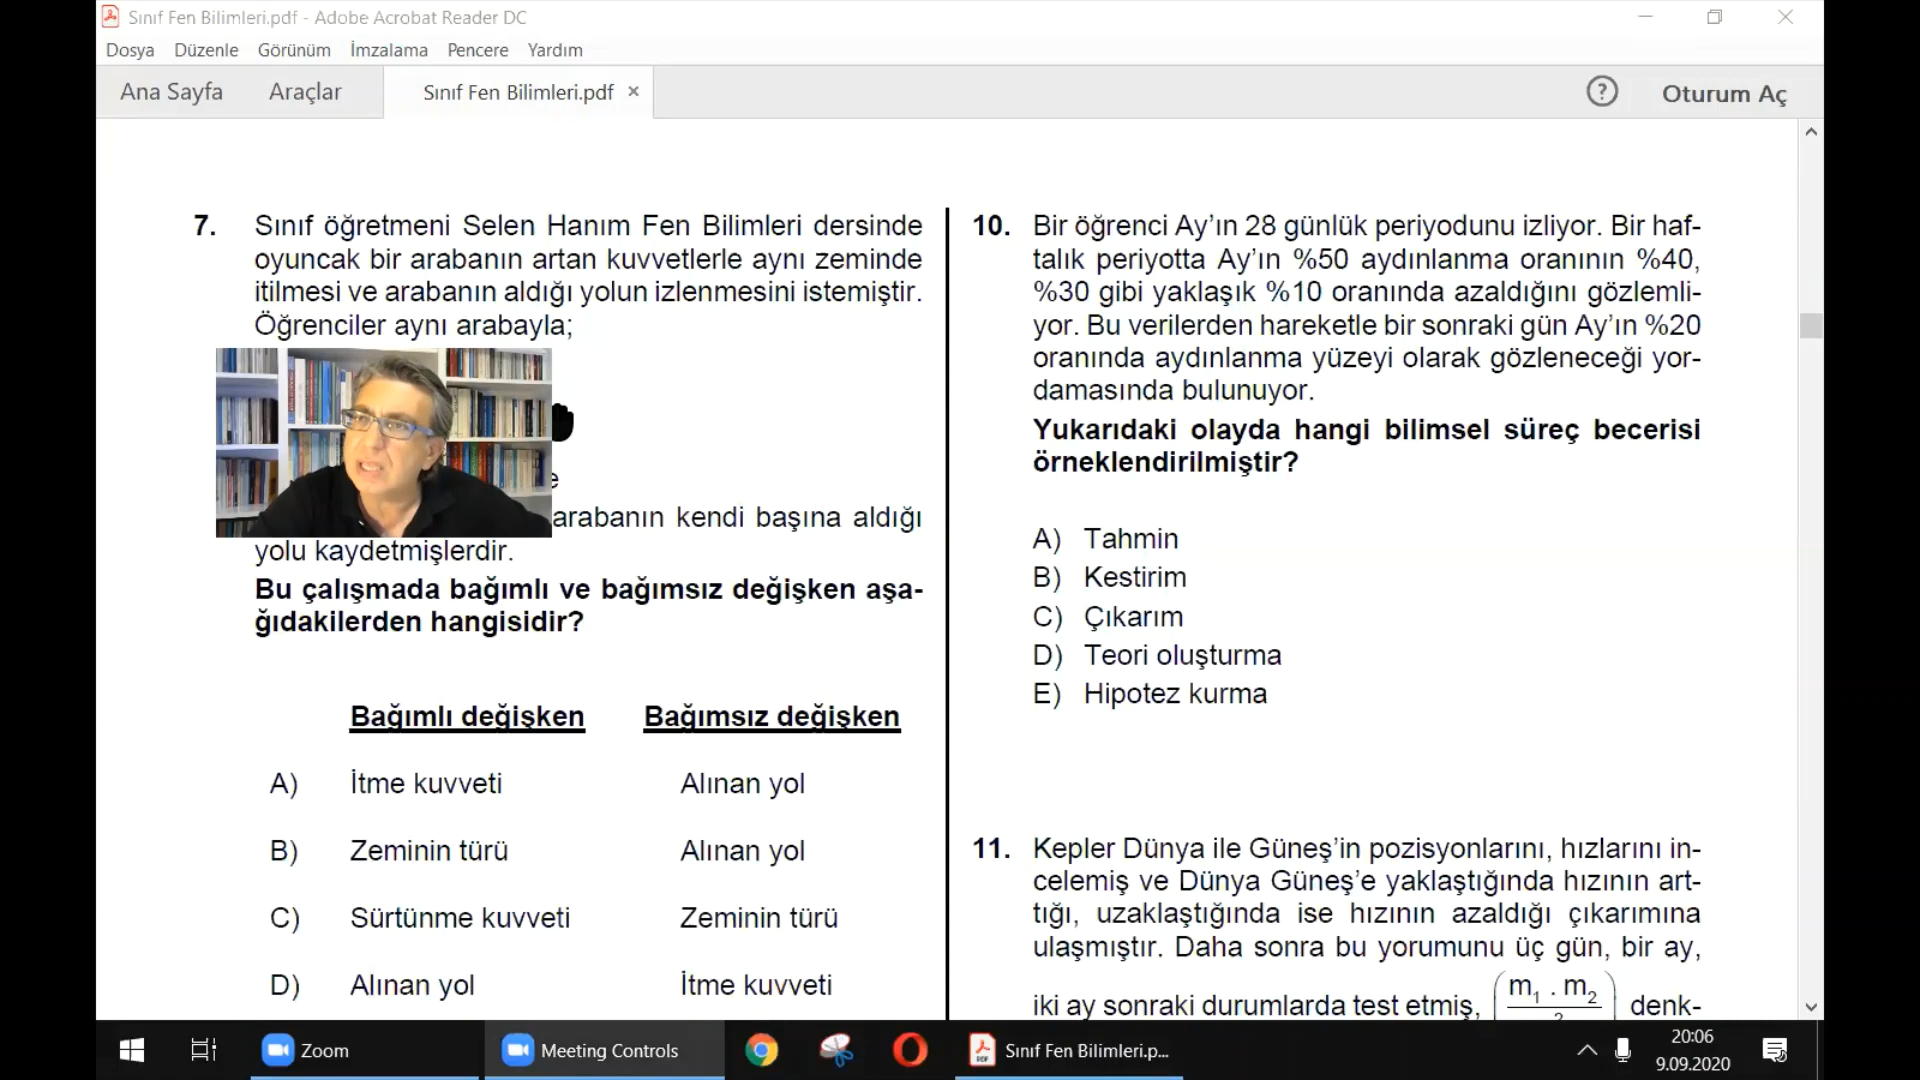 Sınıf Fen Bilimleri.pdf - Adobe Acrobat Reader DC
Dosya Düzenle Görünüm İmzalama Pencere Yardım
Ana Sayfa Araçlar Sınıf Fen Bilimleri.pdf × ? Oturum Aç
7. Sınıf öğretmeni Selen Hanım Fen Bilimleri dersinde
oyuncak bir arabanın artan kuvvetlerle aynı zeminde
itilmesi ve arabanın aldığı yolun izlenmesini istemiştir.
Öğrenciler aynı arabayla;
arabanın kendi başına aldığı
yolu kaydetmişlerdir.
Bu çalışmada bağımlı ve bağımsız değişken aşa-
ğıdakilerden hangisidir?
Bağımlı değişken Bağımsız değişken
A) İtme kuvveti Alınan yol
B) Zeminin türü Alınan yol
C) Sürtünme kuvveti Zeminin türü
D) Alınan yol İtme kuvveti
10. Bir öğrenci Ay’ın 28 günlük periyodunu izliyor. Bir haf-
talık periyotta Ay’ın %50 aydınlanma oranının %40,
%30 gibi yaklaşık %10 oranında azaldığını gözlemli-
yor. Bu verilerden hareketle bir sonraki gün Ay’ın %20
oranında aydınlanma yüzeyi olarak gözleneceği yor-
damasında bulunuyor.
Yukarıdaki olayda hangi bilimsel süreç becerisi
örneklendirilmiştir?
A) Tahmin
B) Kestirim
C) Çıkarım
D) Teori oluşturma
E) Hipotez kurma
11. Kepler Dünya ile Güneş’in pozisyonlarını, hızlarını in-
celemiş ve Dünya Güneş’e yaklaştığında hızının art-
tığı, uzaklaştığında ise hızının azaldığı çıkarımına
ulaşmıştır. Daha sonra bu yorumunu üç gün, bir ay,
iki ay sonraki durumlarda test etmiş, (m₁ . m₂ denk-
Zoom Meeting Controls Sınıf Fen Bilimleri.p...
20:06
9.09.2020